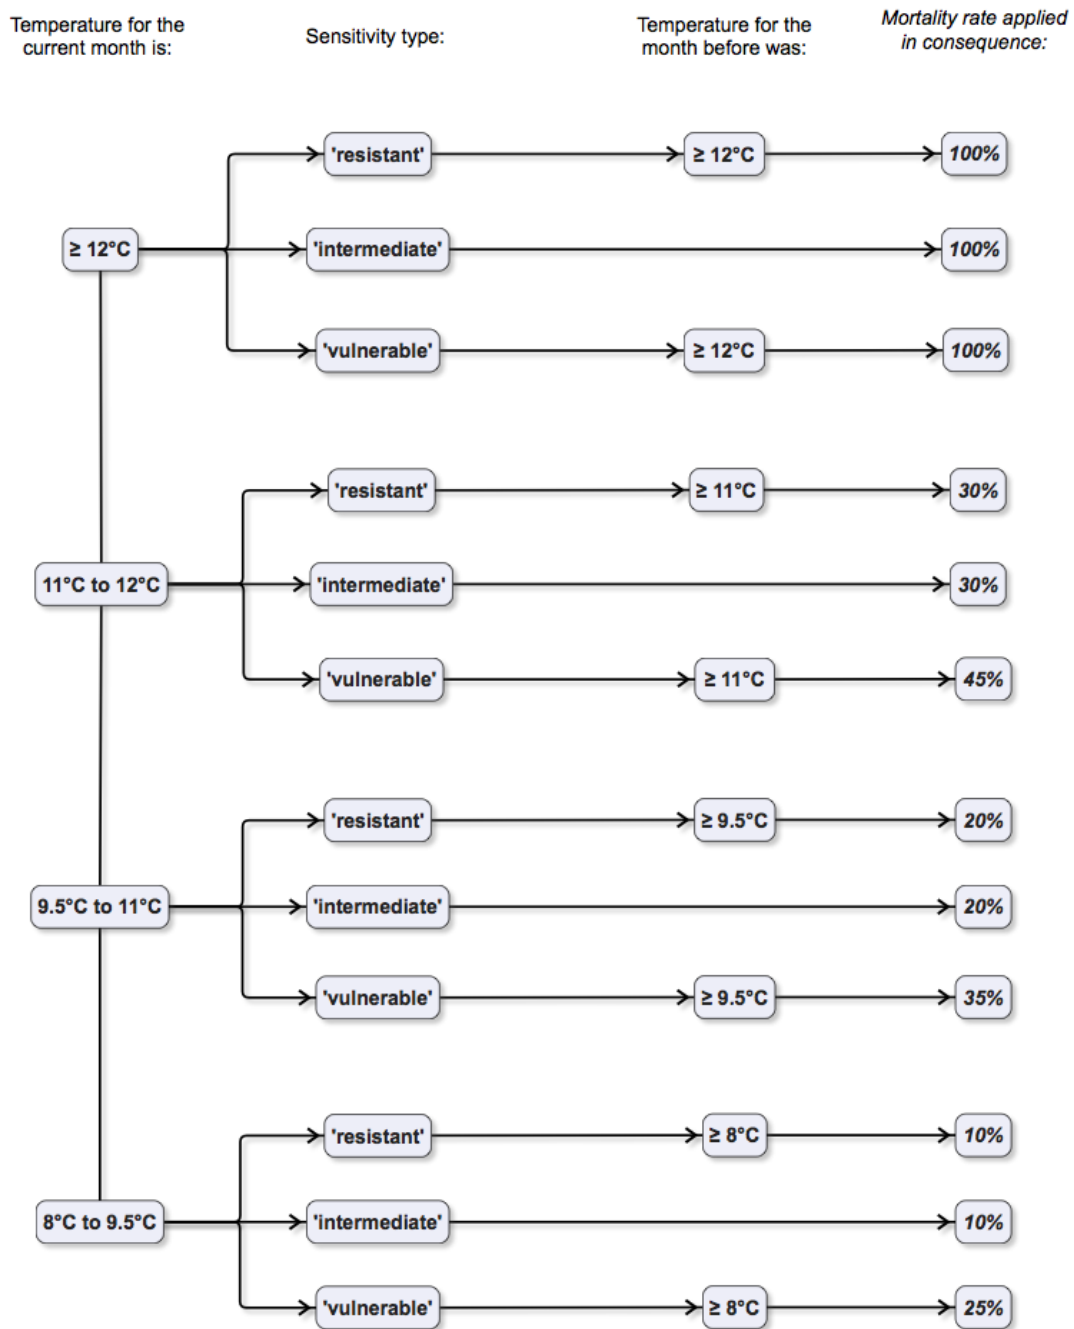 Temperature for the
current month is:
Sensitivity type:
Temperature for the
month before was:
Mortality rate applied
in consequence:
'resistant'
≥ 12°C
100%
≥ 12°C
'intermediate'
100%
'vulnerable'
≥ 12°C
100%
'resistant'
≥ 11°C
30%
11°C to 12°C
'intermediate'
30%
'vulnerable'
≥ 11°C
45%
'resistant'
≥ 9.5°C
20%
9.5°C to 11°C
'intermediate'
20%
'vulnerable'
≥ 9.5°C
35%
'resistant'
≥ 8°C
10%
8°C to 9.5°C
'intermediate'
10%
'vulnerable'
≥ 8°C
25%